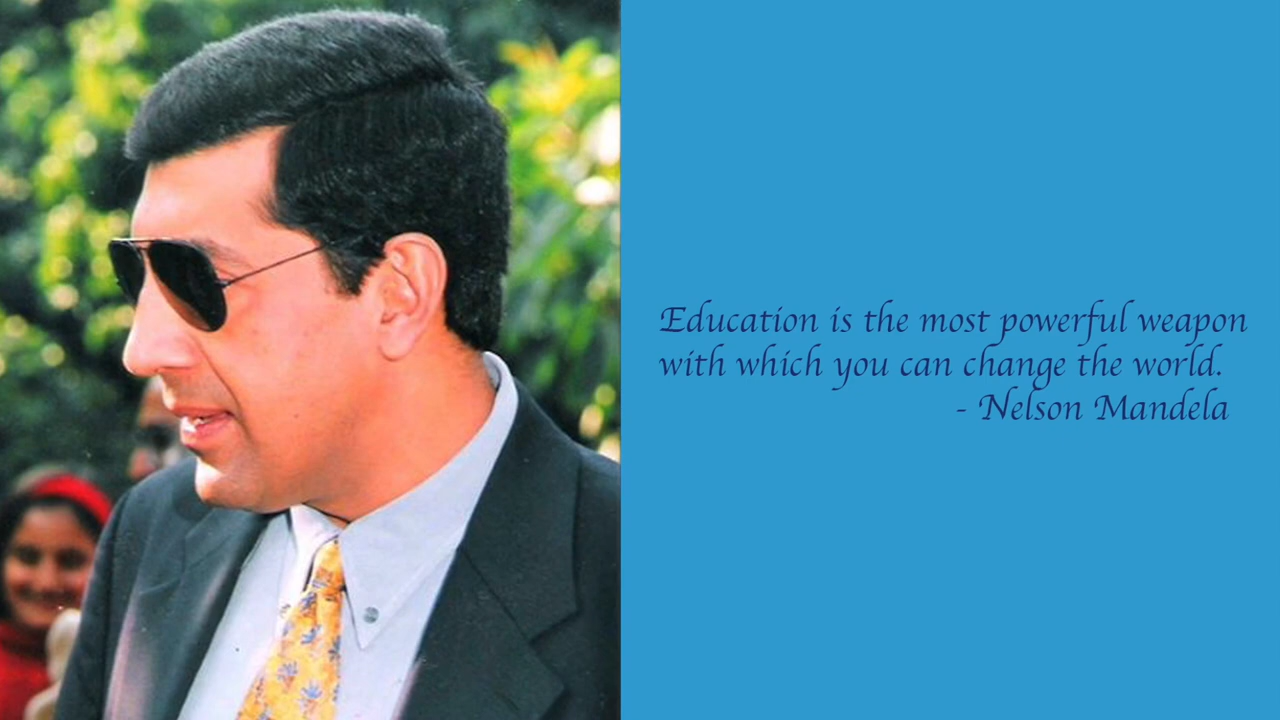 Education is the most powerful weapon
with which you can change the world.
- Nelson Mandela